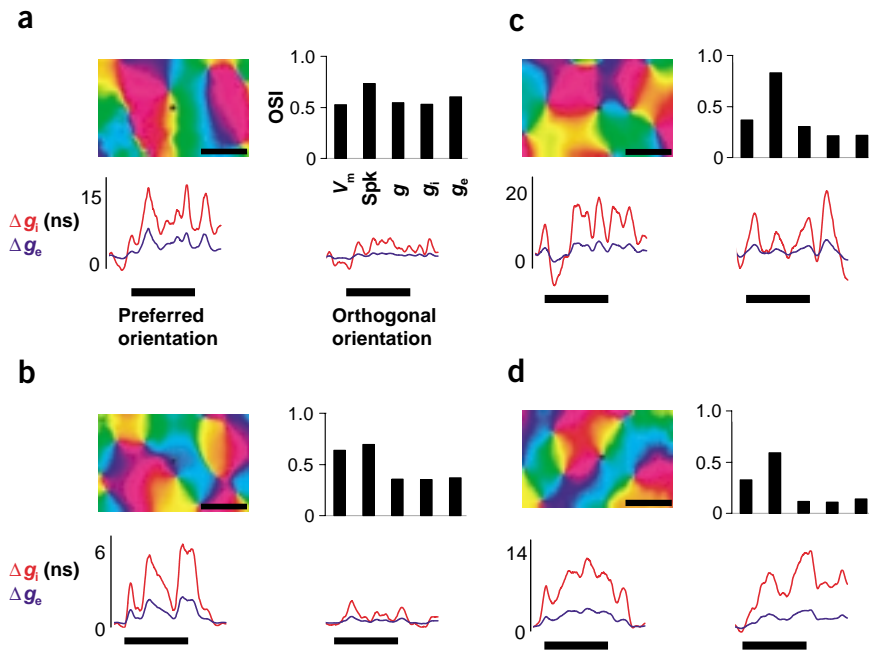 a
1.0
0.5
0
OSI
Vm
Spk
g
gi
ge
15
0
Δgi (ns)
Δge
Preferred
orientation
Orthogonal
orientation
c
1.0
0.5
0
20
0
b
1.0
0.5
0
6
0
Δgi (ns)
Δge
d
1.0
0.5
0
14
0